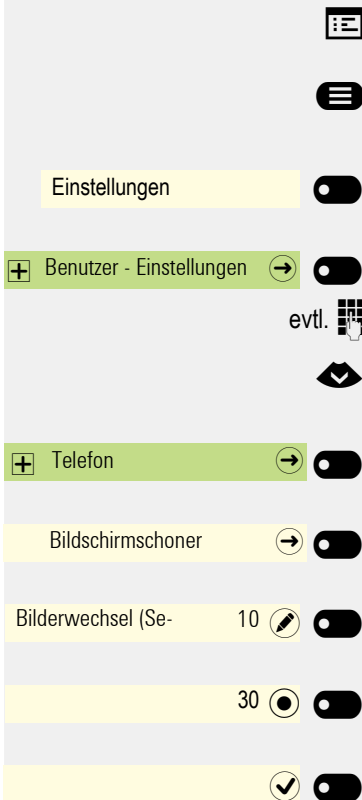 Einstellungen
Benutzer - Einstellungen
evtl.
Telefon
Bildschirmschoner
Bilderwechsel (Se- 10
30